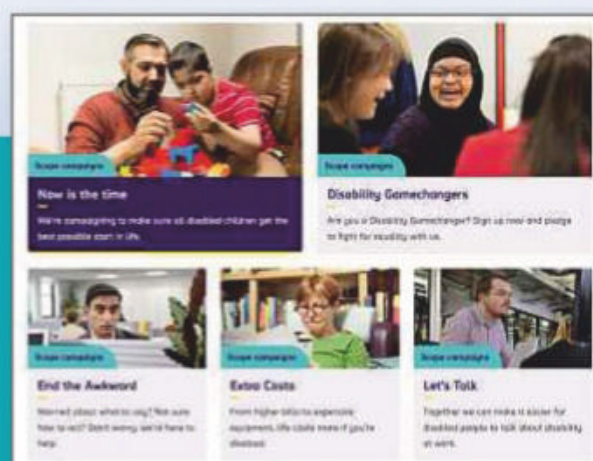 Scope campaigns
Now is the time
We're campaigning to make sure all disabled children get the
best possible start in life.
Scope campaigns
Disability Gamechangers
Are you a Disability Gamechanger? Sign up now and pledge
to fight for equality with us.
Scope campaigns
End the Awkward
Worried about what to say? Not sure
how to act? Don't worry, we're here to
help.
Scope campaigns
Extra Costs
From higher bills to expensive
equipment, life costs more if you're
disabled.
Scope campaigns
Let's Talk
Together we can make it easier for
disabled people to talk about disability
at work.